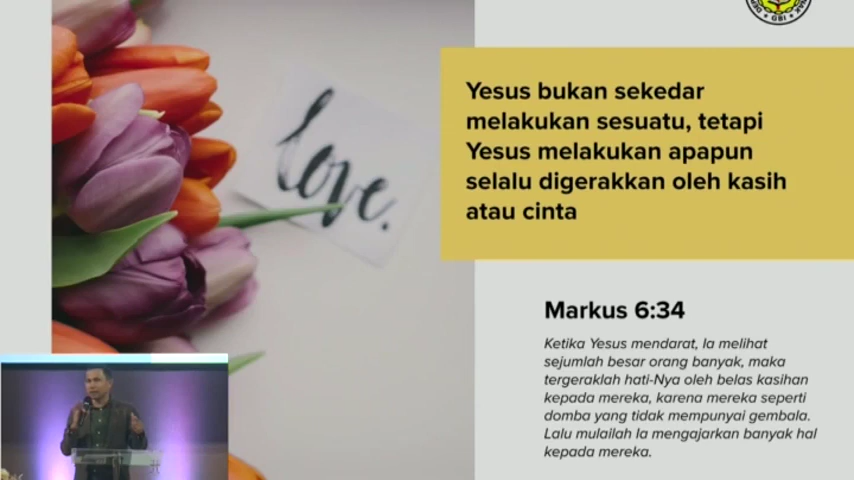 GBI
Yesus bukan sekedar
melakukan sesuatu, tetapi
Yesus melakukan apapun
selalu digerakkan oleh kasih
atau cinta
love.
Markus 6:34
Ketika Yesus mendarat, Ia melihat
sejumlah besar orang banyak, maka
tergeraklah hati-Nya oleh belas kasihan
kepada mereka, karena mereka seperti
domba yang tidak mempunyai gembala.
Lalu mulailah Ia mengajarkan banyak hal
kepada mereka.